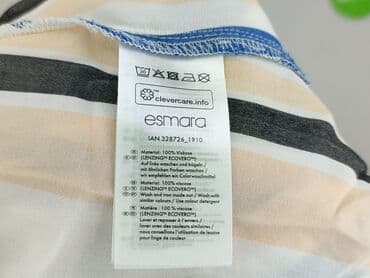 clevercare.info
esmara
IAN 328726_1910
Material: 100% Viskose
(LENZING™ ECOVERO™)
Auf links waschen und bügeln /
mit ähnlichen Farben waschen /
wir empfehlen ein Colorwaschmittel
Material: 100% viscose
(LENZING™ ECOVERO™)
Wash and iron inside out / Wash with
similar colours / Use colour detergent
Matière : 100 % viscose
(LENZING™ ECOVERO™)
Laver et repasser à l'envers /
laver avec des coloris similaires /
nous conseillons l'utilisation de lessive
pour linge de couleur